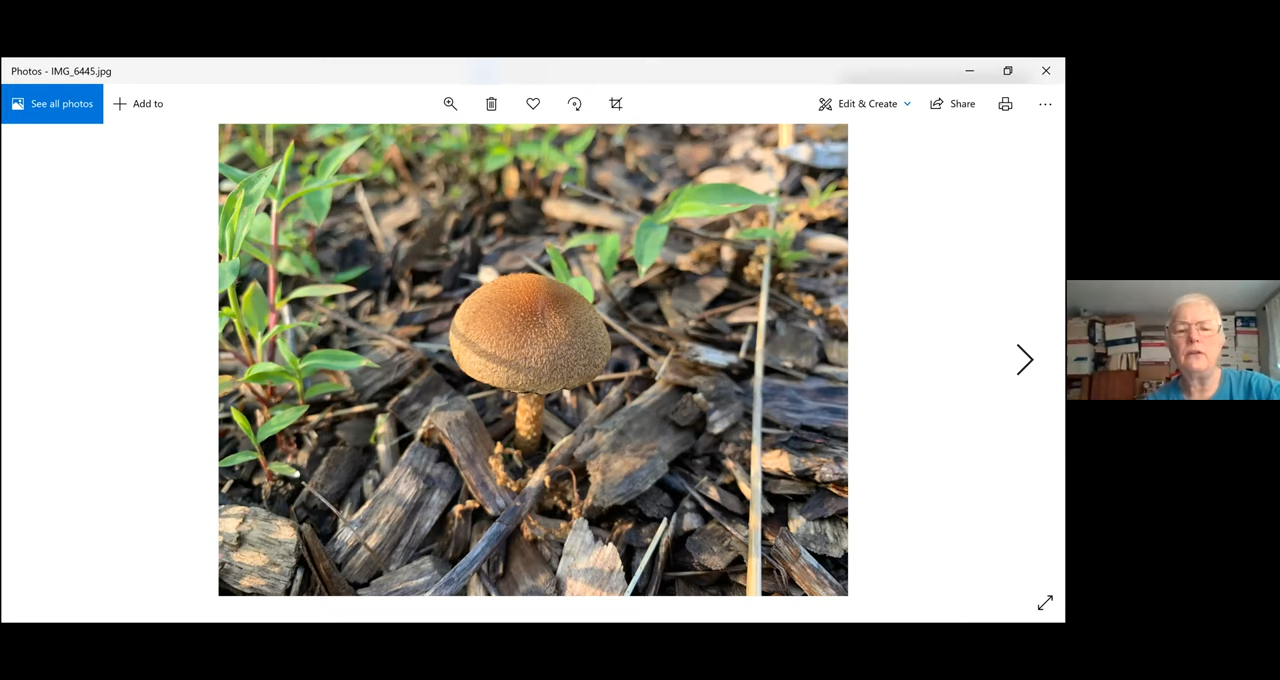 Photos - IMG_6445.jpg
See all photos
Add to
Edit & Create
Share